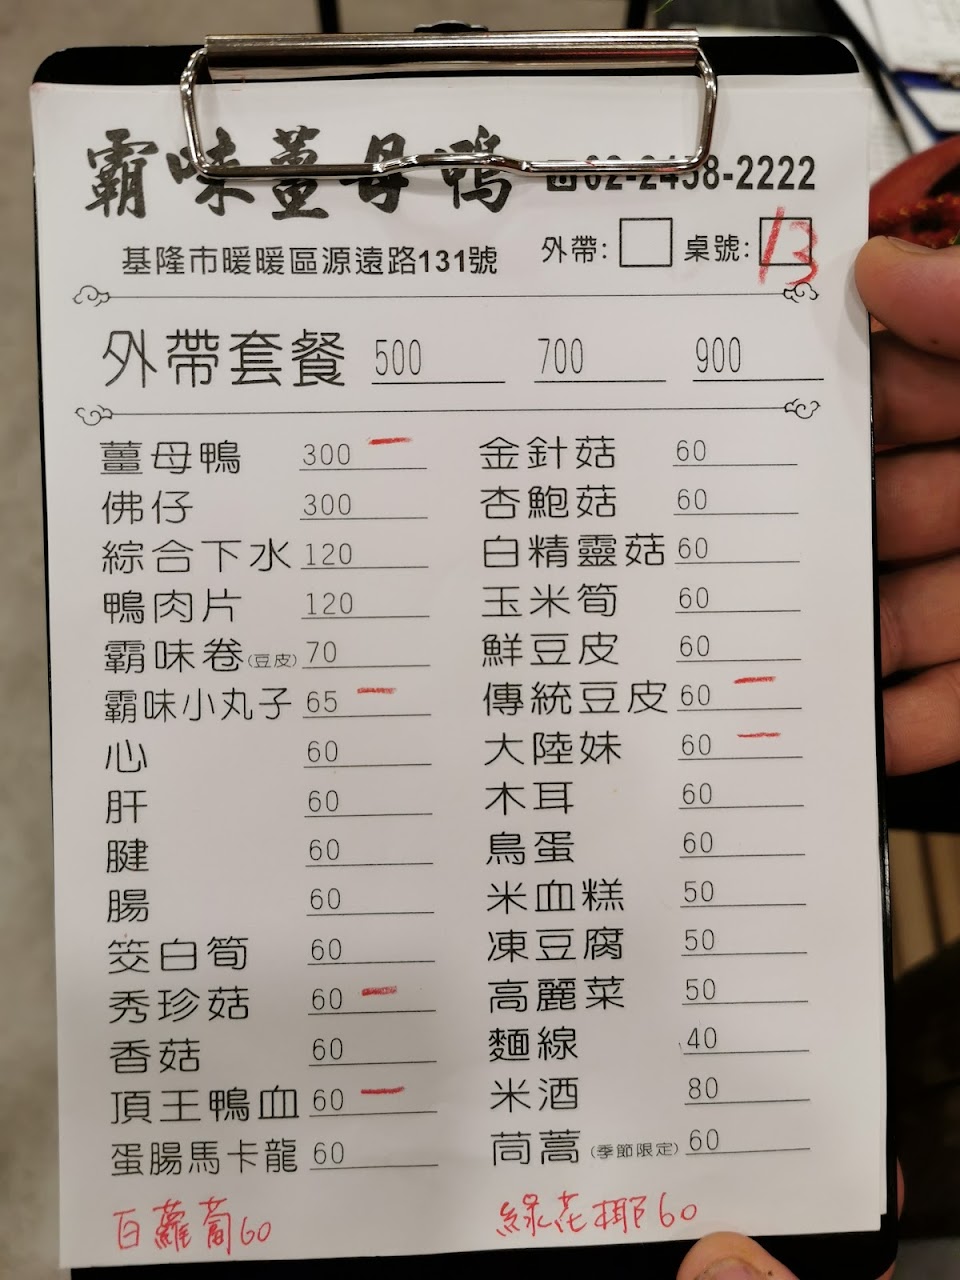 霸味薑母鴨 02-2458-2222
基隆市暖暖區源遠路131號 外帶: 桌號: 13
外帶套餐 500 700 900
薑母鴨 300 一
佛仔 300
綜合下水 120
鴨肉片 120
霸味卷(豆皮) 70
霸味小丸子 65 一
心 60
肝 60
腱 60
腸 60
筊白筍 60
秀珍菇 60 一
香菇 60
頂王鴨血 60 一
蛋腸馬卡龍 60
白蘿蔔60
金針菇 60
杏鮑菇 60
白精靈菇 60
玉米筍 60
鮮豆皮 60
傳統豆皮 60 一
大陸妹 60 一
木耳 60
鳥蛋 60
米血糕 50
凍豆腐 50
高麗菜 50
麵線 40
米酒 80
茼蒿(季節限定) 60
綠花椰60